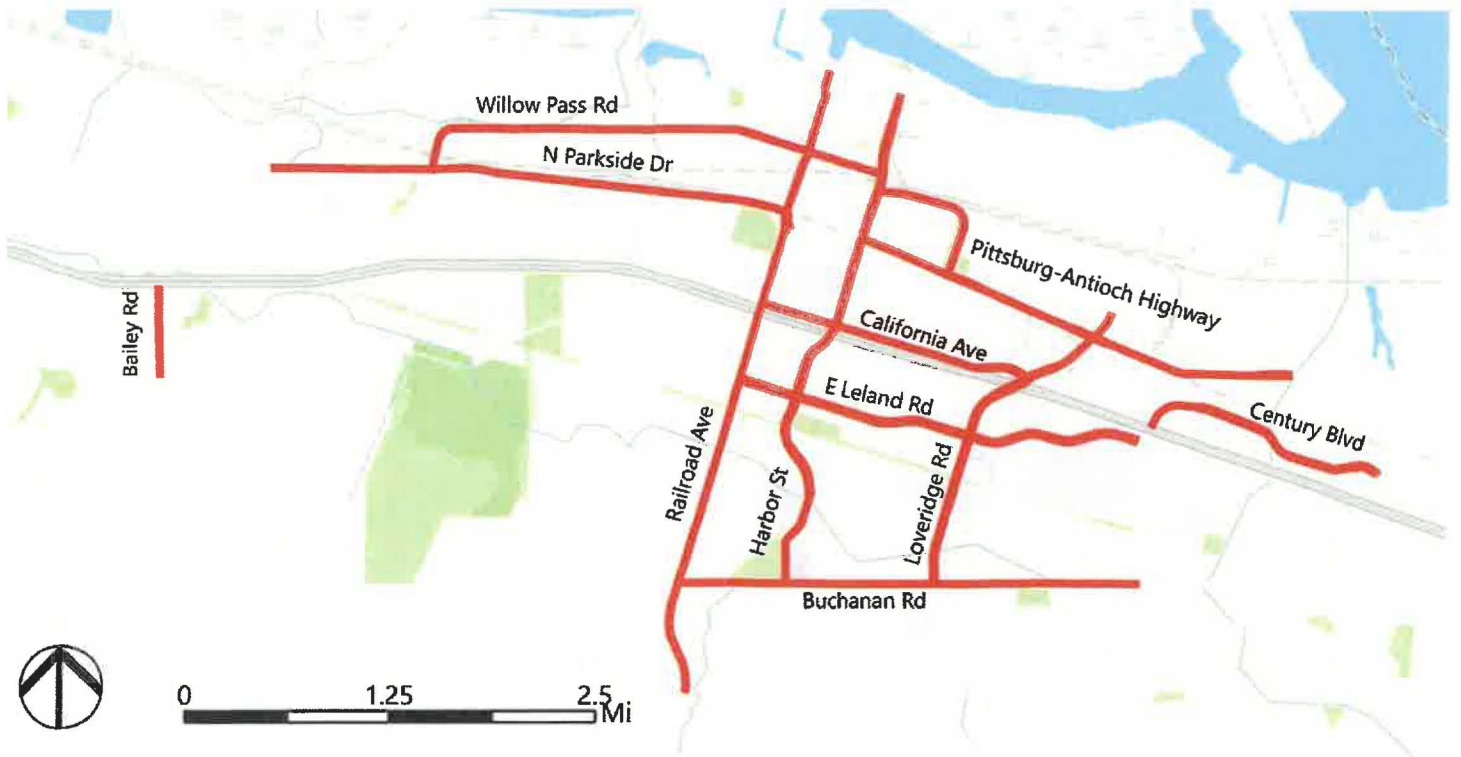 Willow Pass Rd
N Parkside Dr
Pittsburg-Antioch Highway
Bailey Rd
California Ave
E Leland Rd
Century Blvd
Railroad Ave
Harbor St
Loveridge Rd
Buchanan Rd
0 1.25 2.5 Mi